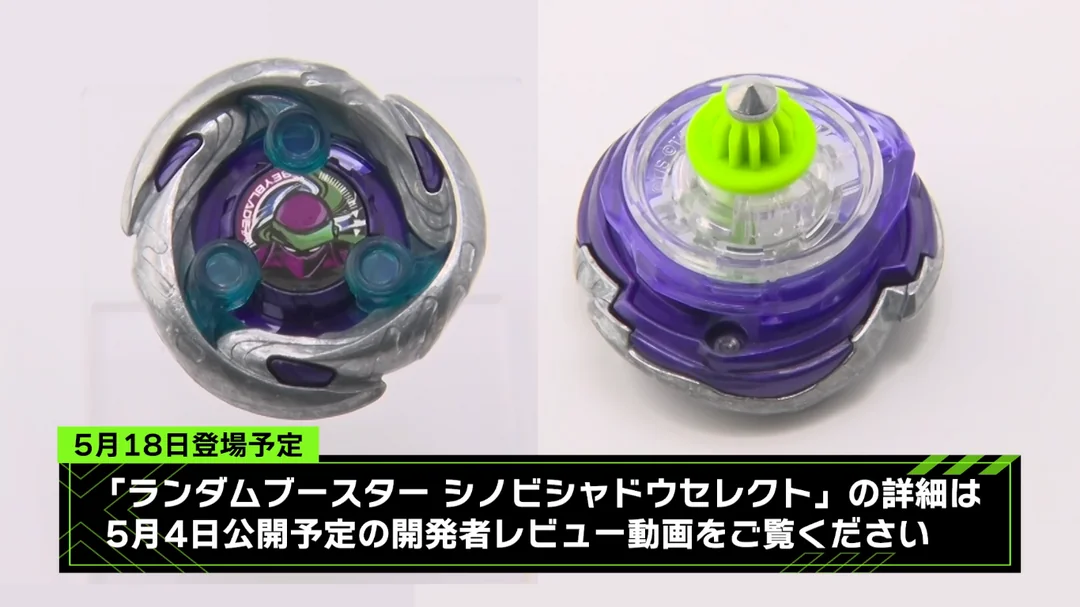 BEYBLADE
5月18日登場予定
「ランダムブースター シノビシャドウセレクト」の詳細は
5月4日公開予定の開発者レビュー動画をご覧ください